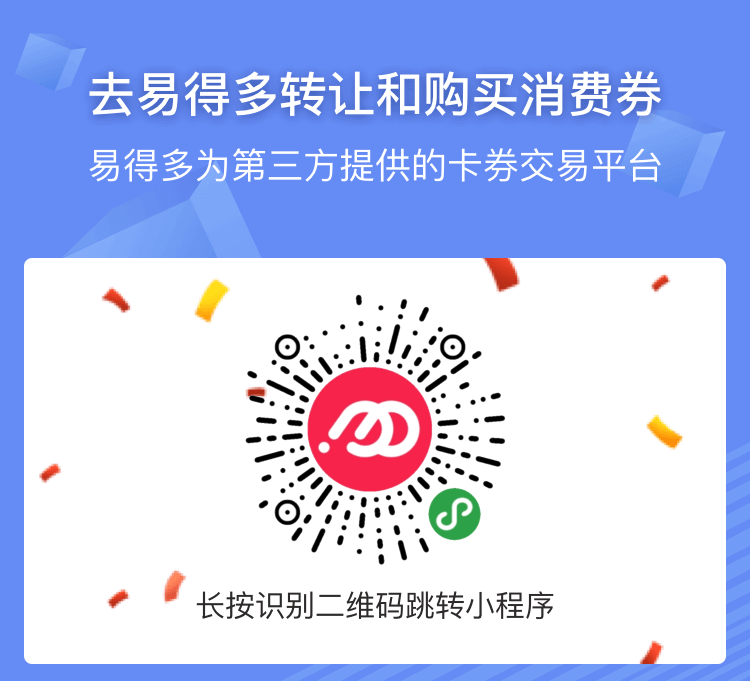 去易得多转让和购买消费券
易得多为第三方提供的卡券交易平台
长按识别二维码跳转小程序